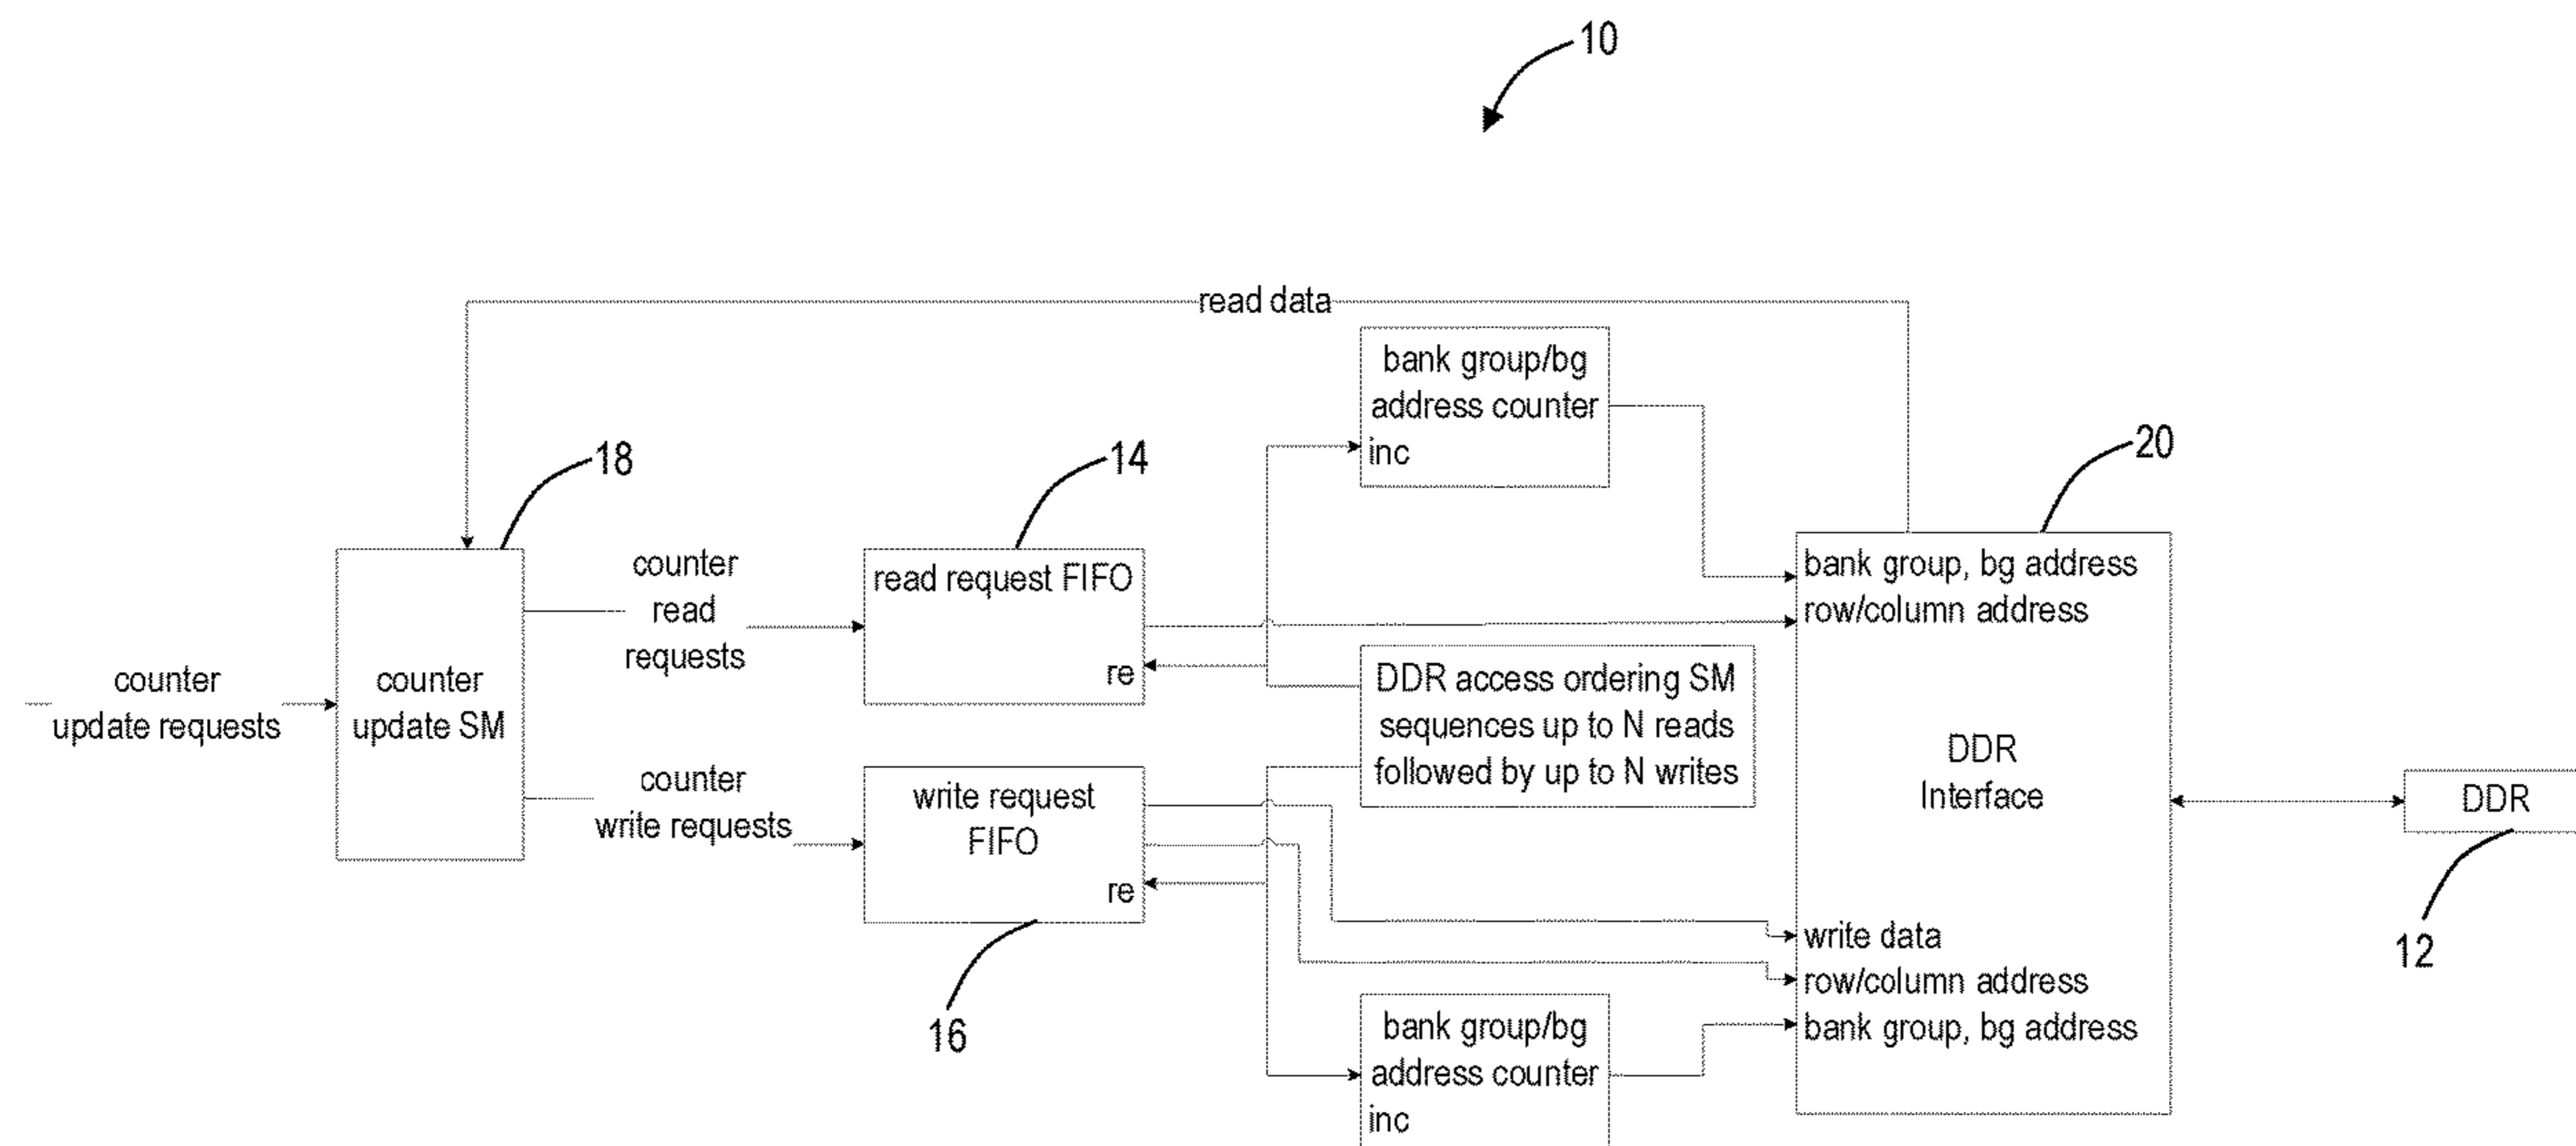 10
read data
bank group/bg
address counter
inc
18
14
20
counter
read
requests
read request FIFO
re
bank group, bg address
row/column address
counter
update requests
counter
update SM
DDR access ordering SM
sequences up to N reads
followed by up to N writes
DDR
Interface
DDR
12
counter
write requests
write request
FIFO
re
16
write data
row/column address
bank group, bg address
bank group/bg
address counter
inc